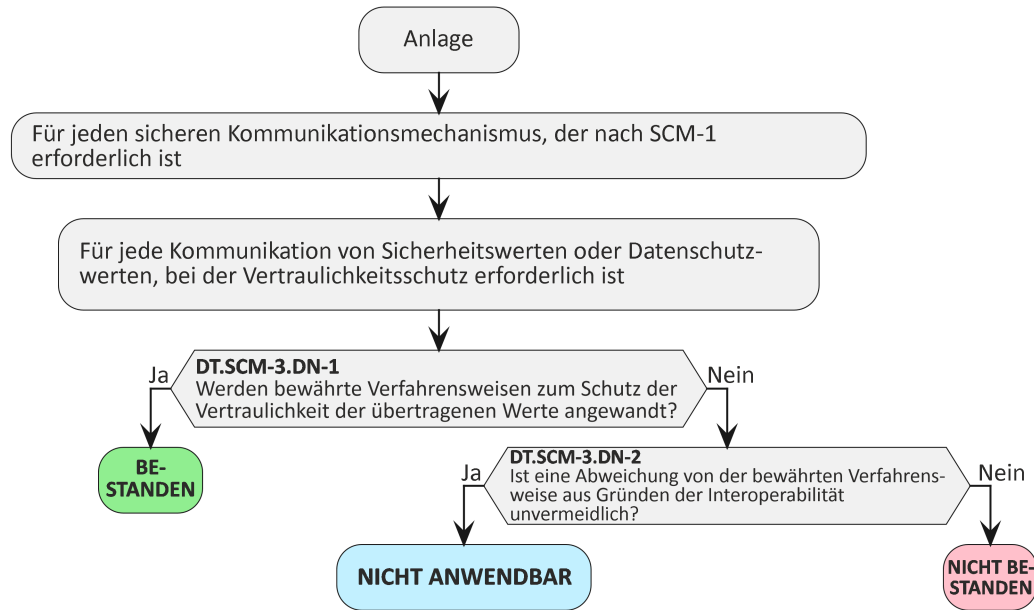 Anlage
Für jeden sicheren Kommunikationsmechanismus, der nach SCM-1
erforderlich ist
Für jede Kommunikation von Sicherheitswerten oder Datenschutz-
werten, bei der Vertraulichkeitsschutz erforderlich ist
DT.SCM-3.DN-1
Werden bewährte Verfahrensweisen zum Schutz der
Vertraulichkeit der übertragenen Werte angewandt?
Ja
Nein
BE-
STANDEN
DT.SCM-3.DN-2
Ist eine Abweichung von der bewährten Verfahrens-
weise aus Gründen der Interoperabilität
unvermeidlich?
Ja
Nein
NICHT ANWENDBAR
NICHT BE-
STANDEN